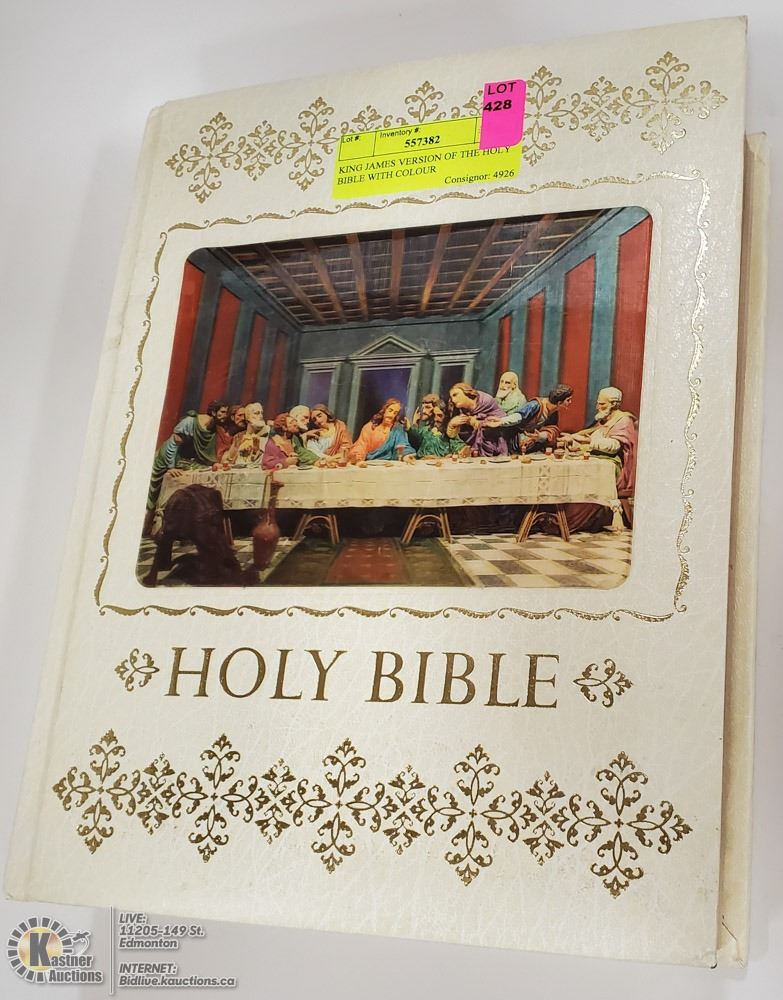 LOT
428
Lot #:
Inventory #:
557382
KING JAMES VERSION OF THE HOLY
BIBLE WITH COLOUR
Consignor: 4926
HOLY BIBLE
Kastner
Auctions
LIVE:
11205-149 St.
Edmonton
INTERNET:
Bidlive.kauctions.ca